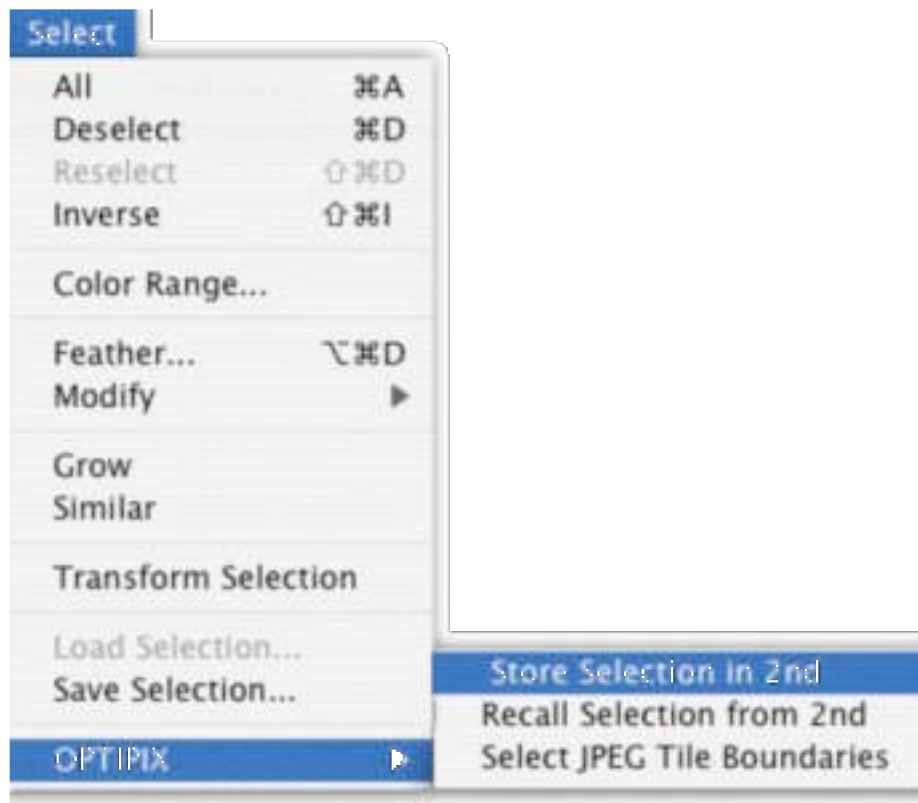 Select
All ⌘A
Deselect ⌘D
Reselect ⇧⌘D
Inverse ⇧⌘I
Color Range...
Feather... ⌥⌘D
Modify ▶
Grow
Similar
Transform Selection
Load Selection...
Save Selection...
OPTIPIX ▶
Store Selection in 2nd
Recall Selection from 2nd
Select JPEG Tile Boundaries